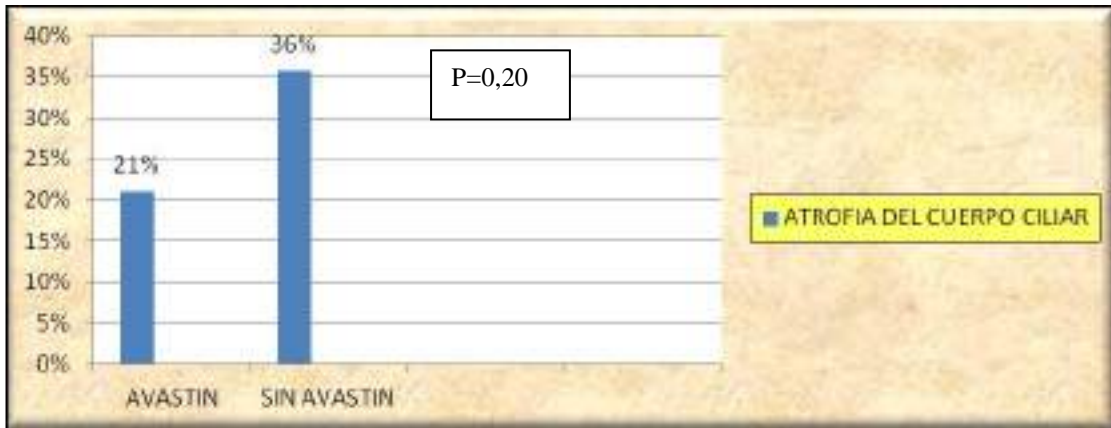 40%
35%
30%
25%
20%
15%
10%
5%
0%
21%
36%
P=0,20
AVASTIN
SIN AVASTIN
ATROFIA DEL CUERPO CILIAR